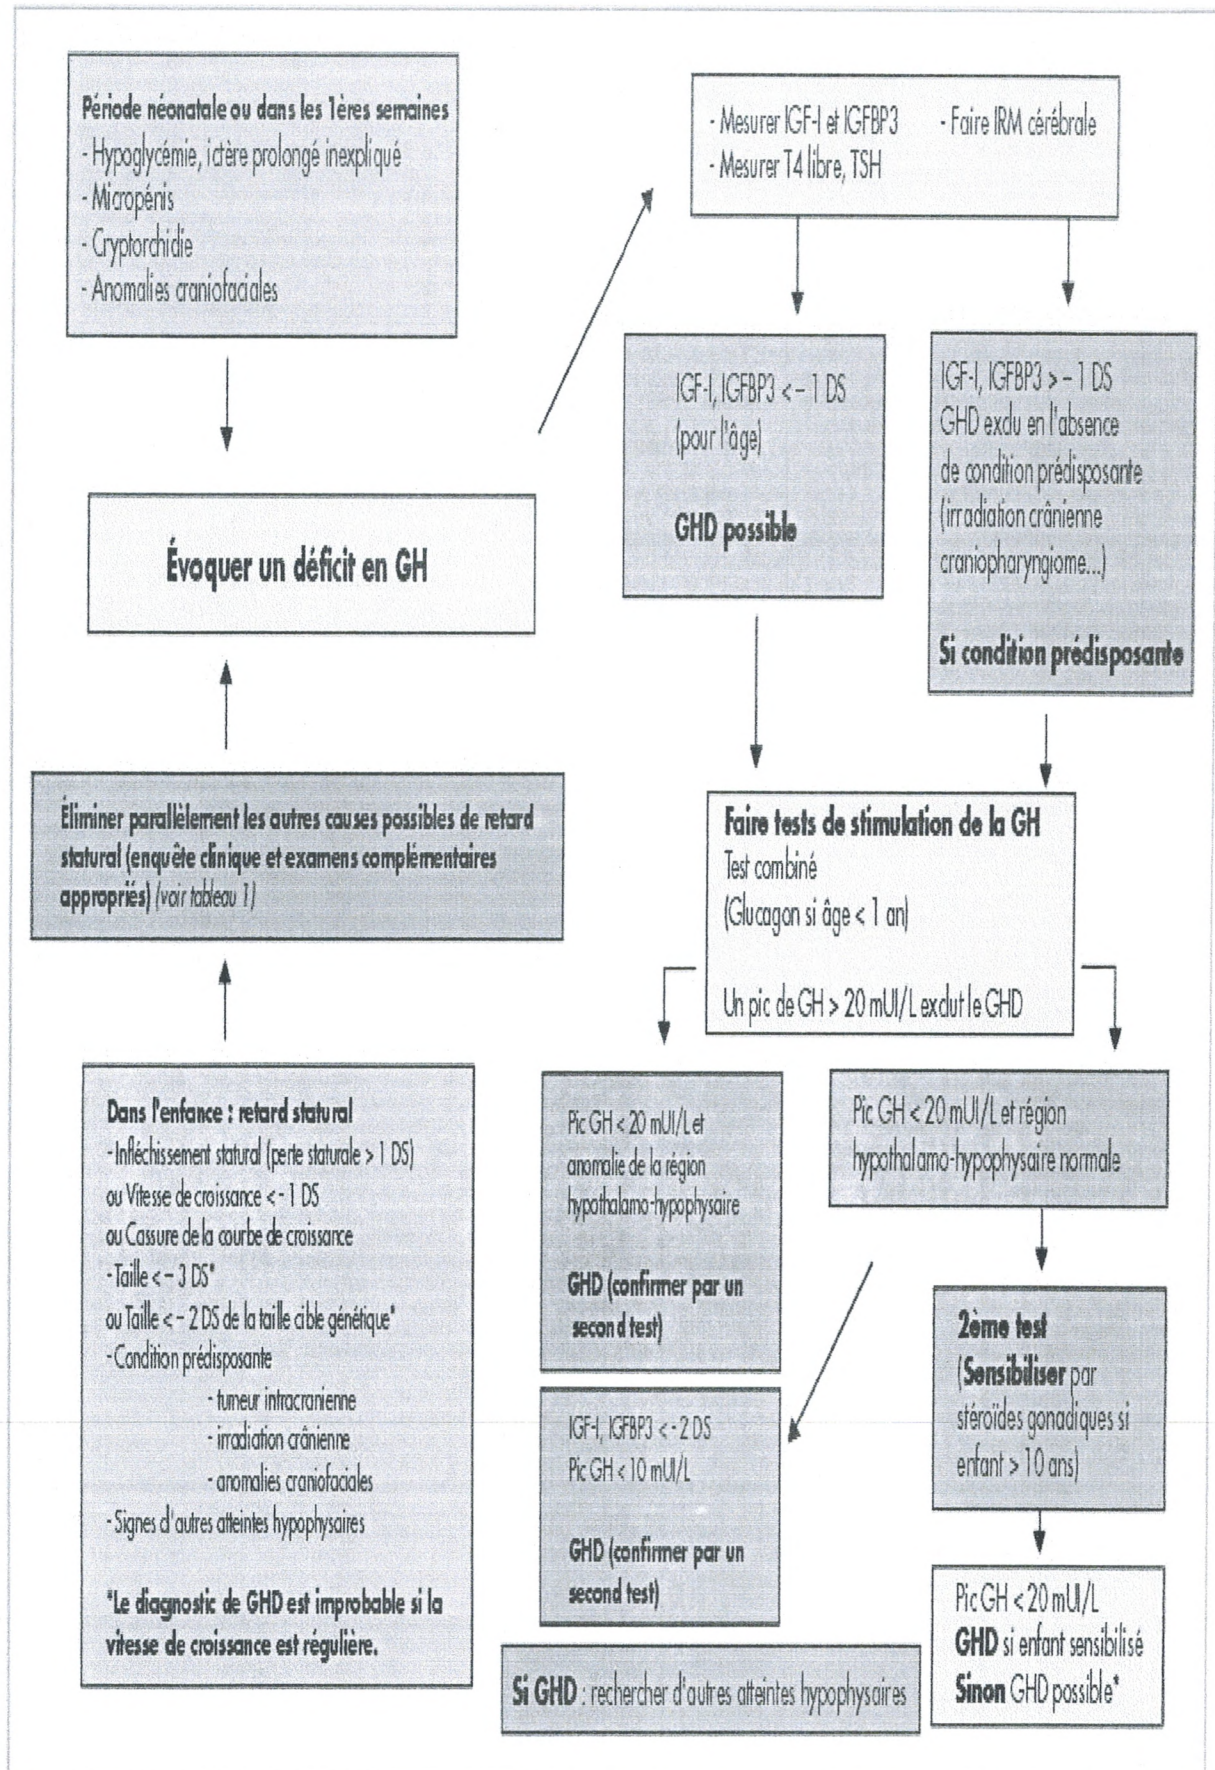 Période néonatale ou dans les 1ères semaines
- Hypoglycémie, ictère prolongé inexpliqué
- Micropénis
- Cryptorchidie
- Anomalies craniofaciales
Évoquer un déficit en GH
Éliminer parallèlement les autres causes possibles de retard
statural (enquête clinique et examens complémentaires
appropriés) (voir tableau 1)
Dans l'enfance : retard statural
- Infléchissement statural (perte staturale > 1 DS)
ou Vitesse de croissance < - 1 DS
ou Cassure de la courbe de croissance
- Taille < - 3 DS*
ou Taille < - 2 DS de la taille cible génétique*
- Condition prédisposante
- tumeur intracranienne
- irradiation crânienne
- anomalies craniofaciales
- Signes d'autres atteintes hypophysaires
*Le diagnostic de GHD est improbable si la
vitesse de croissance est régulière.
- Mesurer IGF-I et IGFBP3 - Faire IRM cérébrale
- Mesurer T4 libre, TSH
IGF-I, IGFBP3 < - 1 DS
(pour l'âge)
GHD possible
IGF-I, IGFBP3 > - 1 DS
GHD exclu en l'absence
de condition prédisposante
(irradiation crânienne
craniopharyngiome...)
Si condition prédisposante
Faire tests de stimulation de la GH
Test combiné
(Glucagon si âge < 1 an)
Un pic de GH > 20 mUI/L exclut le GHD
Pic GH < 20 mUI/L et
anomalie de la région
hypothalamo-hypophysaire
GHD (confirmer par un
second test)
Pic GH < 20 mUI/L et région
hypothalamo-hypophysaire normale
IGF-I, IGFBP3 < - 2 DS
Pic GH < 10 mUI/L
GHD (confirmer par un
second test)
2ème test
(Sensibiliser par
stéroïdes gonadiques si
enfant > 10 ans)
Pic GH < 20 mUI/L
GHD si enfant sensibilisé
Sinon GHD possible*
Si GHD : rechercher d'autres atteintes hypophysaires